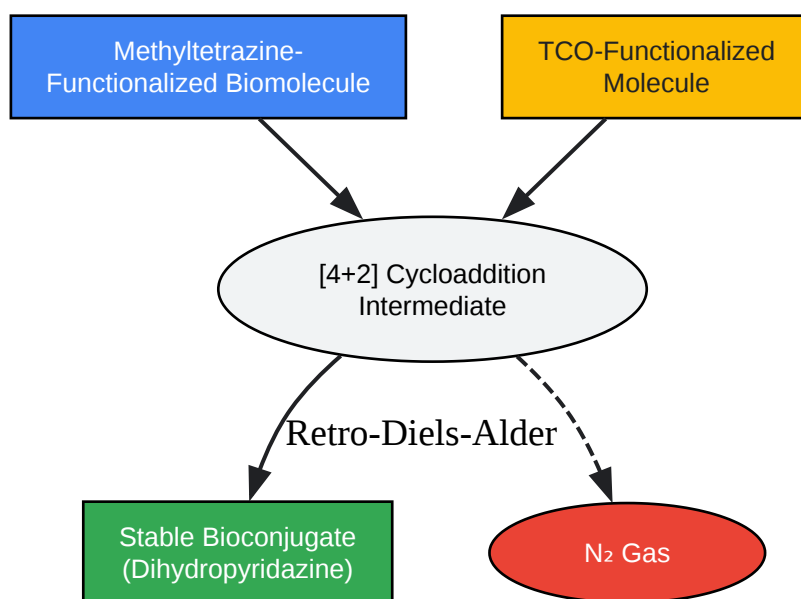 Methyltetrazine-
Functionalized Biomolecule
TCO-Functionalized
Molecule
[4+2] Cycloaddition
Intermediate
Retro-Diels-Alder
Stable Bioconjugate
(Dihydropyridazine)
N₂ Gas